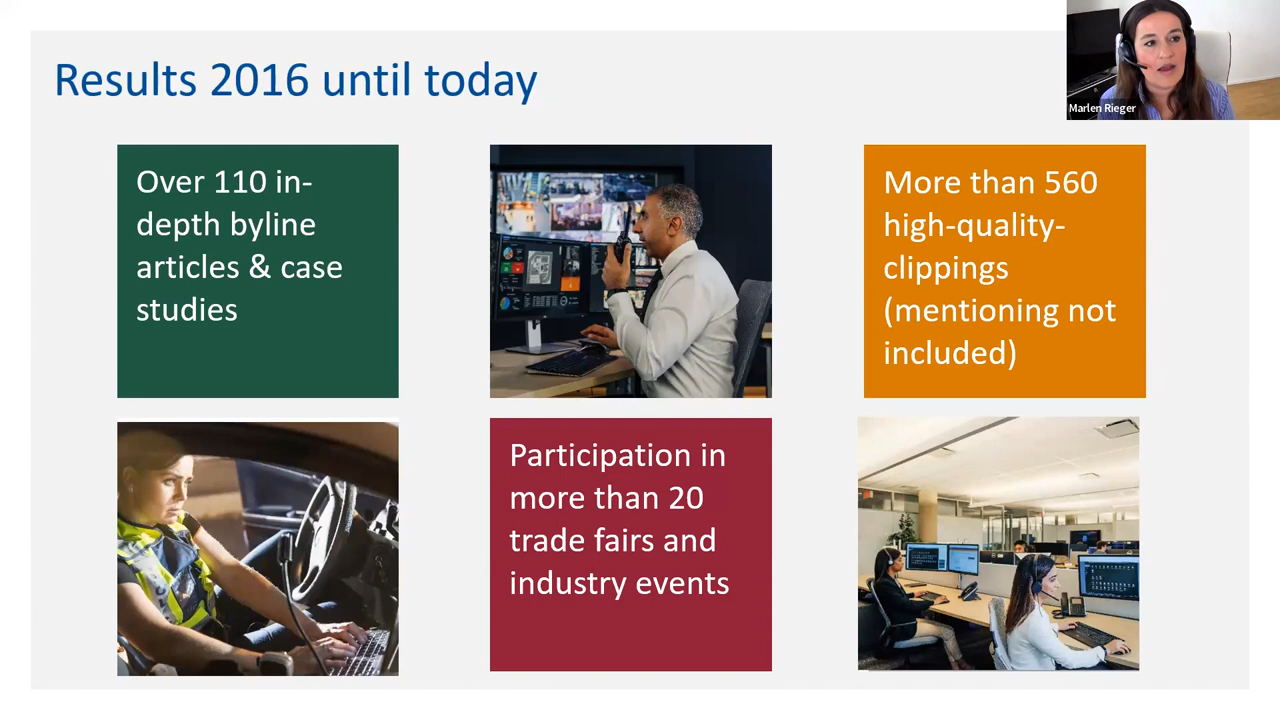 Results 2016 until today
Marlen Rieger
Over 110 in-
depth byline
articles & case
studies
More than 560
high-quality-
clippings
(mentioning not
included)
Participation in
more than 20
trade fairs and
industry events